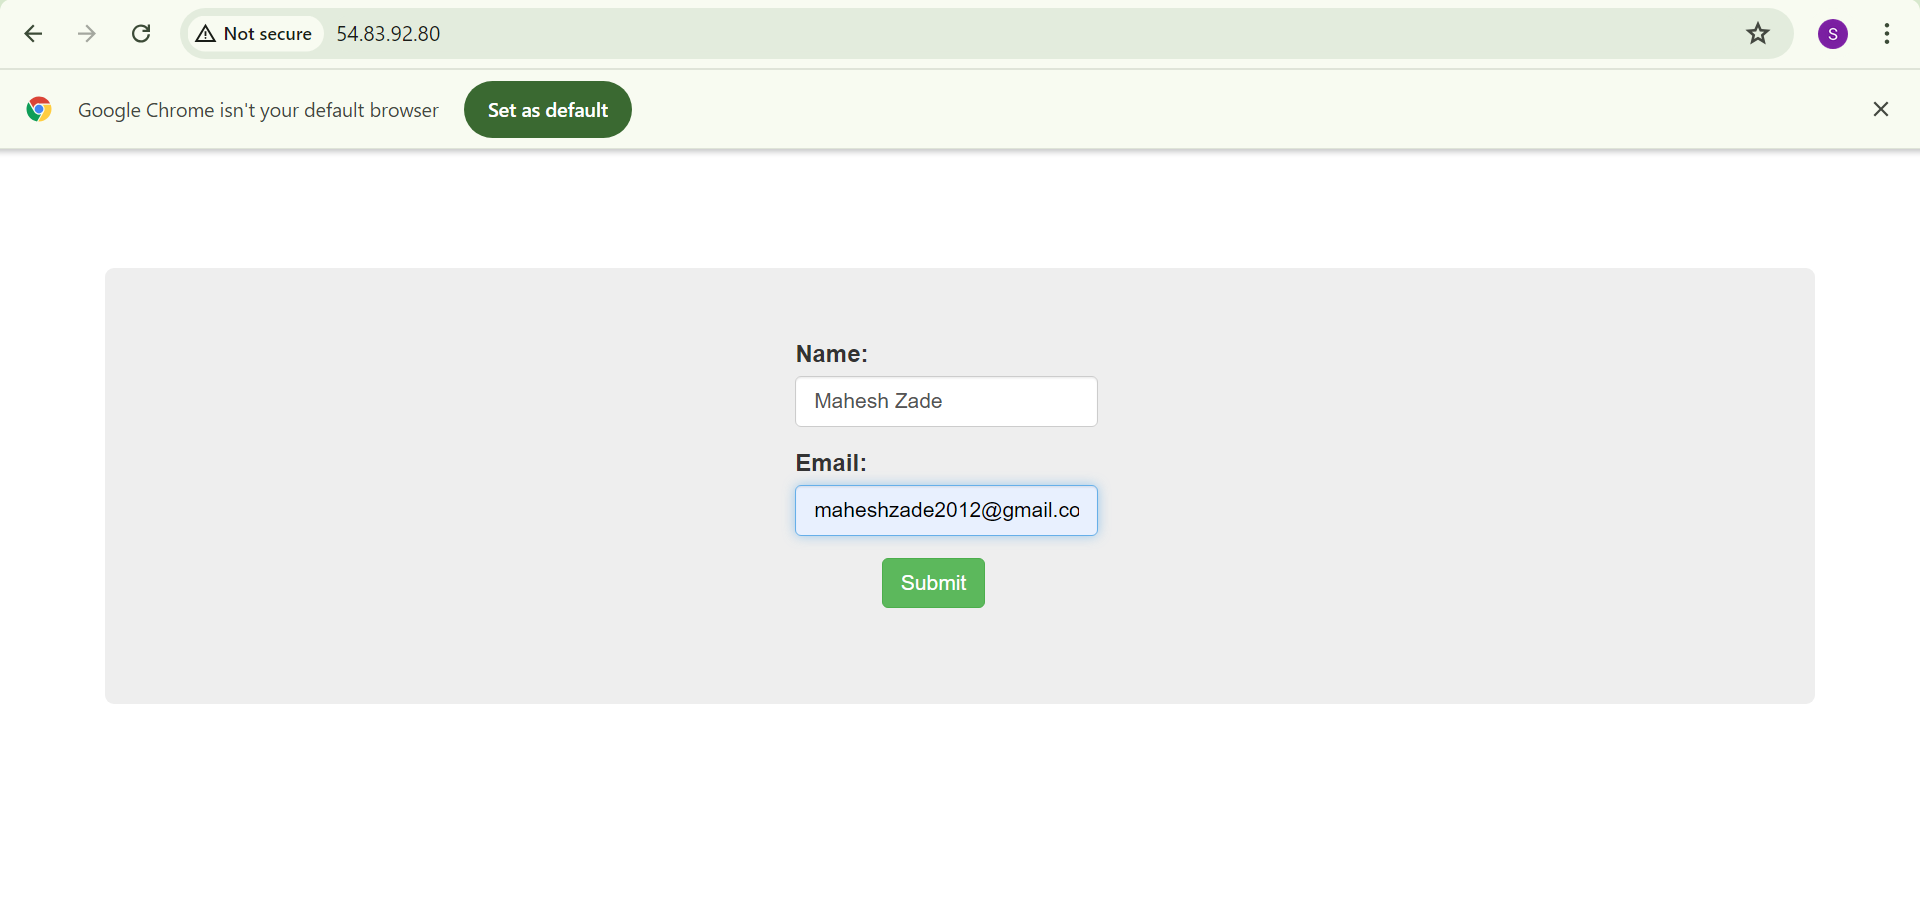 Not secure 54.83.92.80 S
Google Chrome isn't your default browser Set as default
Name:
Mahesh Zade
Email:
maheshzade2012@gmail.co
Submit